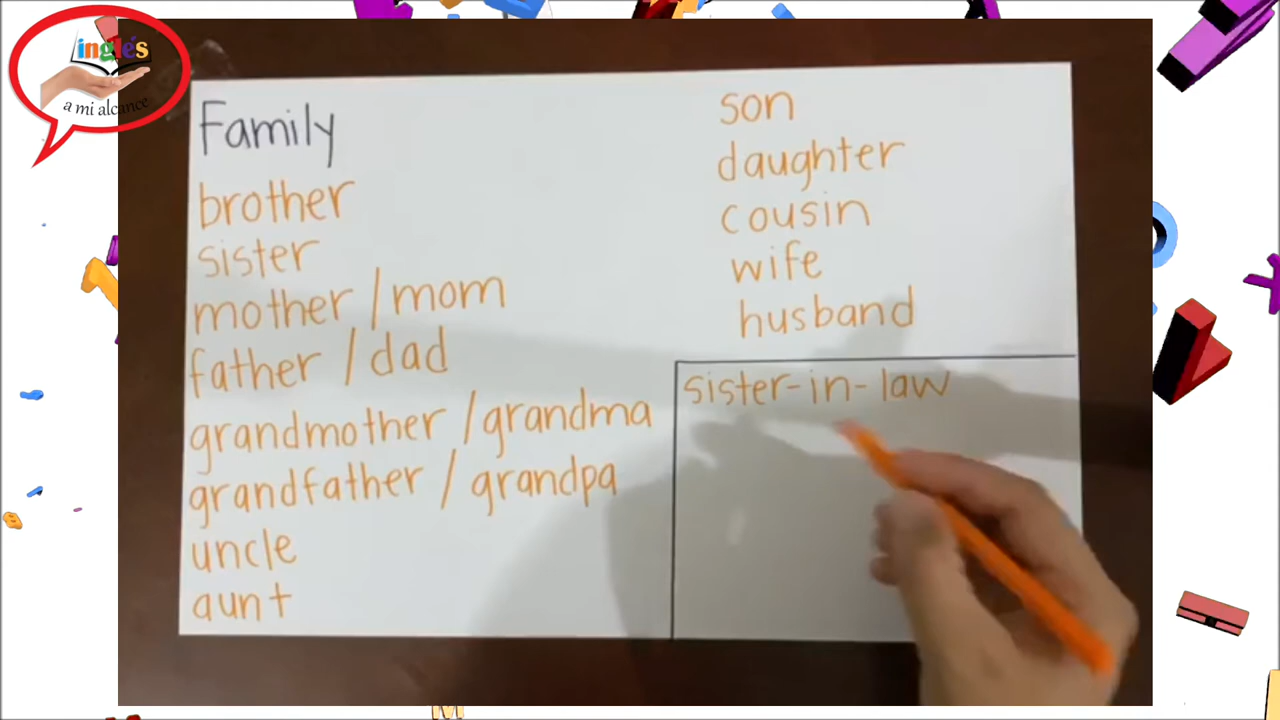 inglés
a mi alcance
Family
brother
sister
mother / mom
father / dad
grandmother / grandma
grandfather / grandpa
uncle
aunt
son
daughter
cousin
wife
husband
sister-in-law